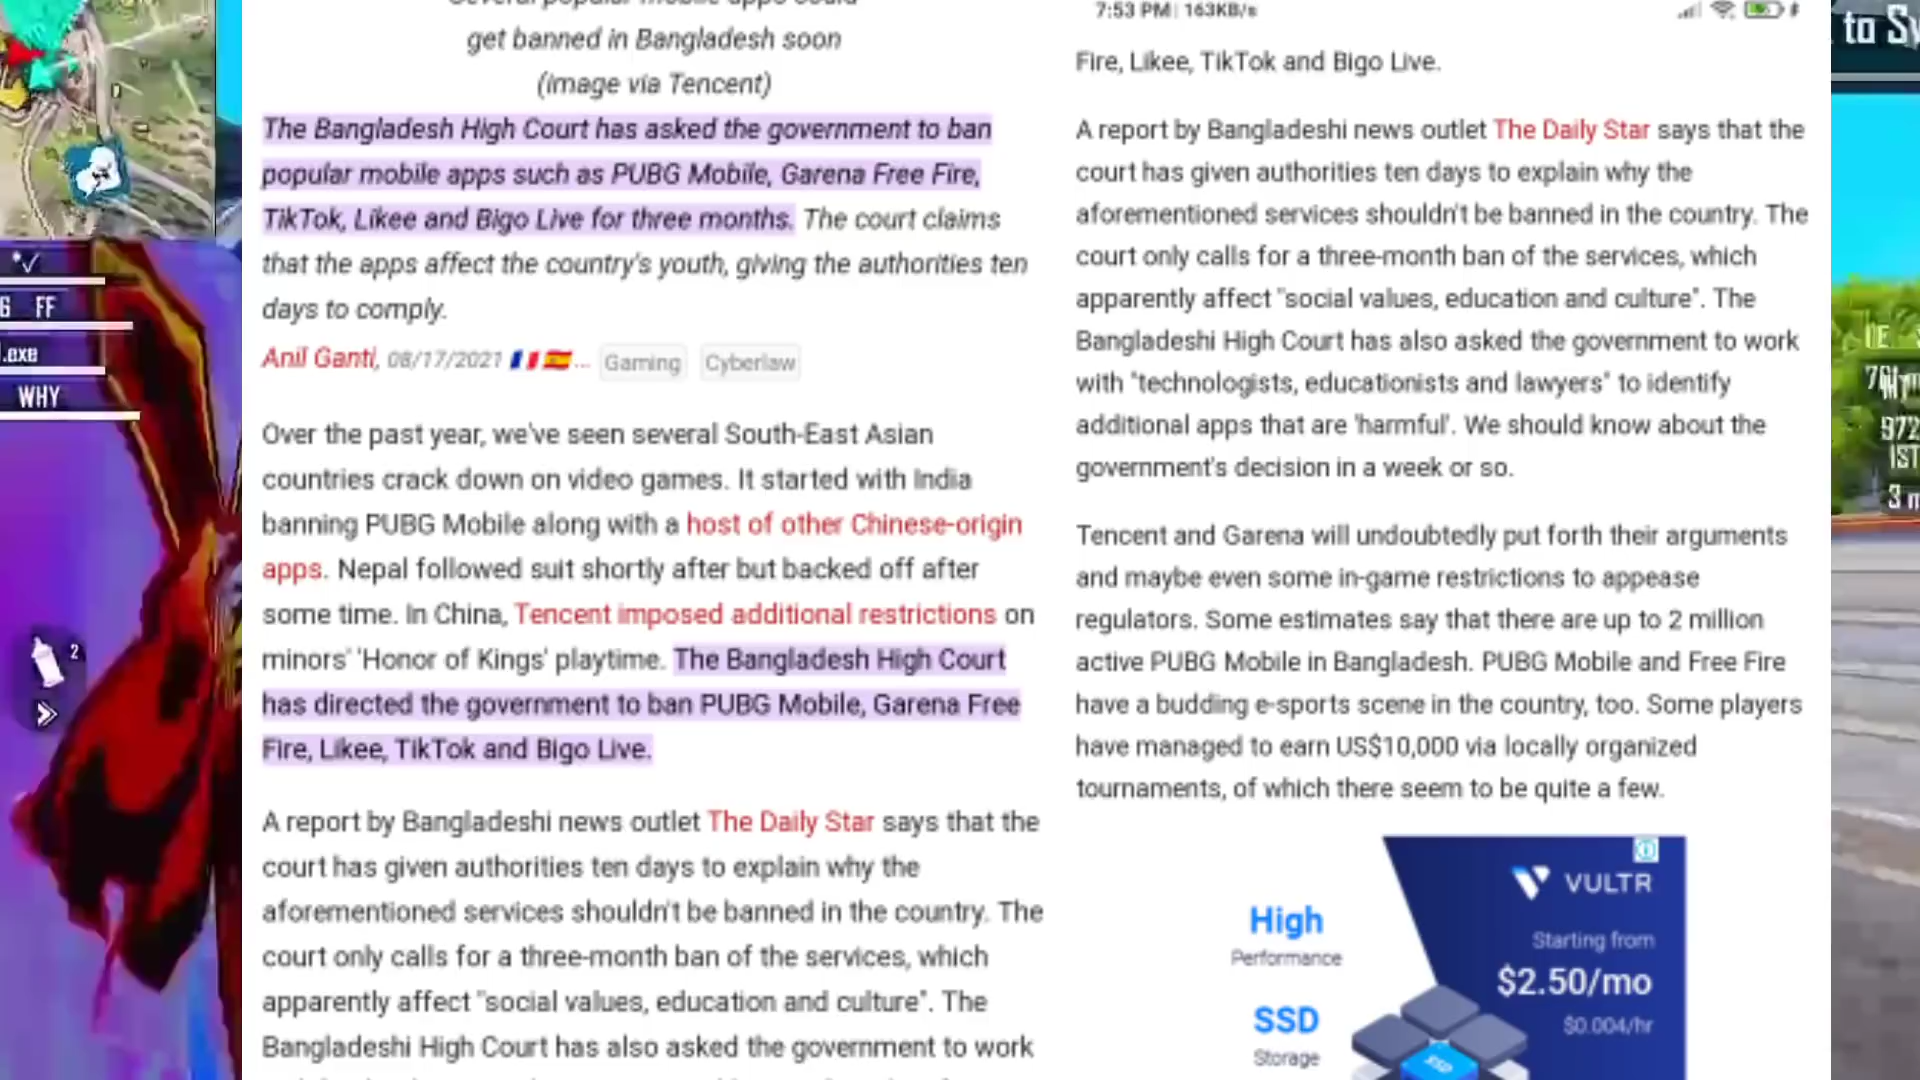 Several popular mobile apps could
get banned in Bangladesh soon
(image via Tencent)
The Bangladesh High Court has asked the government to ban
popular mobile apps such as PUBG Mobile, Garena Free Fire,
TikTok, Likee and Bigo Live for three months. The court claims
that the apps affect the country's youth, giving the authorities ten
days to comply.
Anil Ganti, 08/17/2021 ... Gaming Cyberlaw
Over the past year, we've seen several South-East Asian
countries crack down on video games. It started with India
banning PUBG Mobile along with a host of other Chinese-origin
apps. Nepal followed suit shortly after but backed off after
some time. In China, Tencent imposed additional restrictions on
minors' 'Honor of Kings' playtime. The Bangladesh High Court
has directed the government to ban PUBG Mobile, Garena Free
Fire, Likee, TikTok and Bigo Live.
A report by Bangladeshi news outlet The Daily Star says that the
court has given authorities ten days to explain why the
aforementioned services shouldn't be banned in the country. The
court only calls for a three-month ban of the services, which
apparently affect "social values, education and culture". The
Bangladeshi High Court has also asked the government to work
7:53 PM | 163KB/s
Fire, Likee, TikTok and Bigo Live.
A report by Bangladeshi news outlet The Daily Star says that the
court has given authorities ten days to explain why the
aforementioned services shouldn't be banned in the country. The
court only calls for a three-month ban of the services, which
apparently affect "social values, education and culture". The
Bangladeshi High Court has also asked the government to work
with "technologists, educationists and lawyers" to identify
additional apps that are 'harmful'. We should know about the
government's decision in a week or so.
Tencent and Garena will undoubtedly put forth their arguments
and maybe even some in-game restrictions to appease
regulators. Some estimates say that there are up to 2 million
active PUBG Mobile in Bangladesh. PUBG Mobile and Free Fire
have a budding e-sports scene in the country, too. Some players
have managed to earn US$10,000 via locally organized
tournaments, of which there seem to be quite a few.
VULTR
High
Performance
Starting from
$2.50/mo
$0.004/hr
SSD
Storage
SSD
FF
.exe
WHY
2
to
972
IST
3